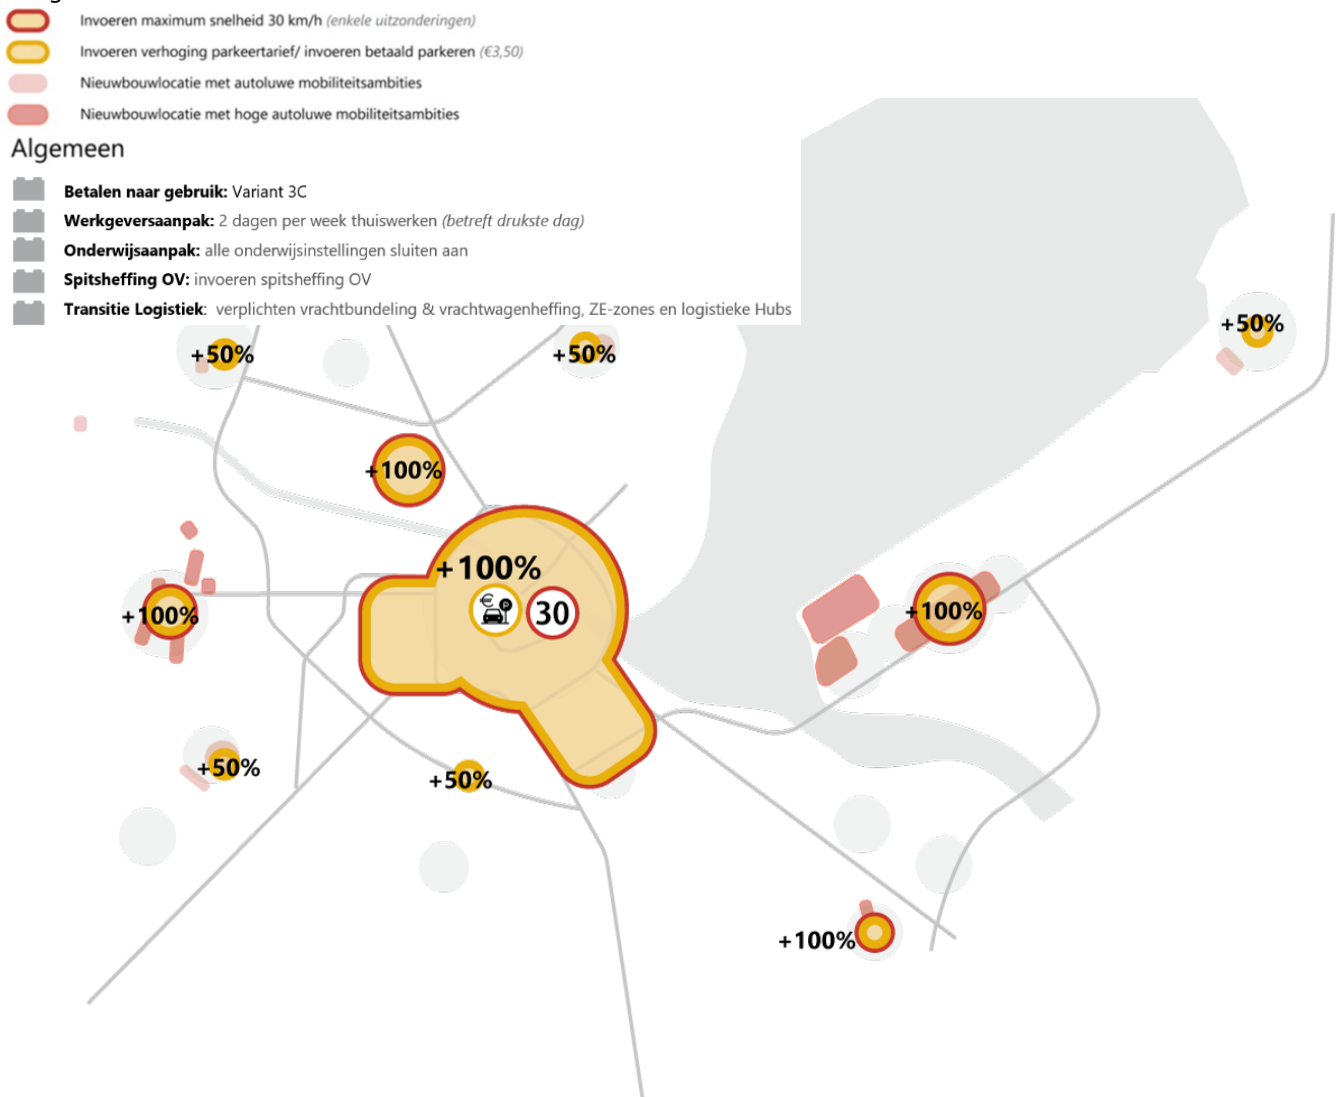 Invoeren maximum snelheid 30 km/h (enkele uitzonderingen)
Invoeren verhoging parkeertarief/ invoeren betaald parkeren (€3,50)
Nieuwbouwlocatie met autoluwe mobiliteitsambities
Nieuwbouwlocatie met hoge autoluwe mobiliteitsambities
Algemeen
Betalen naar gebruik: Variant 3C
Werkgeversaanpak: 2 dagen per week thuiswerken (betreft drukste dag)
Onderwijsaanpak: alle onderwijsinstellingen sluiten aan
Spitsheffing OV: invoeren spitsheffing OV
Transitie Logistiek: verplichten vrachtbundeling & vrachtwagenheffing, ZE-zones en logistieke Hubs
+50%
+50%
+50%
+100%
+100%
€ P 30
+100%
+100%
+50%
+50%
+100%